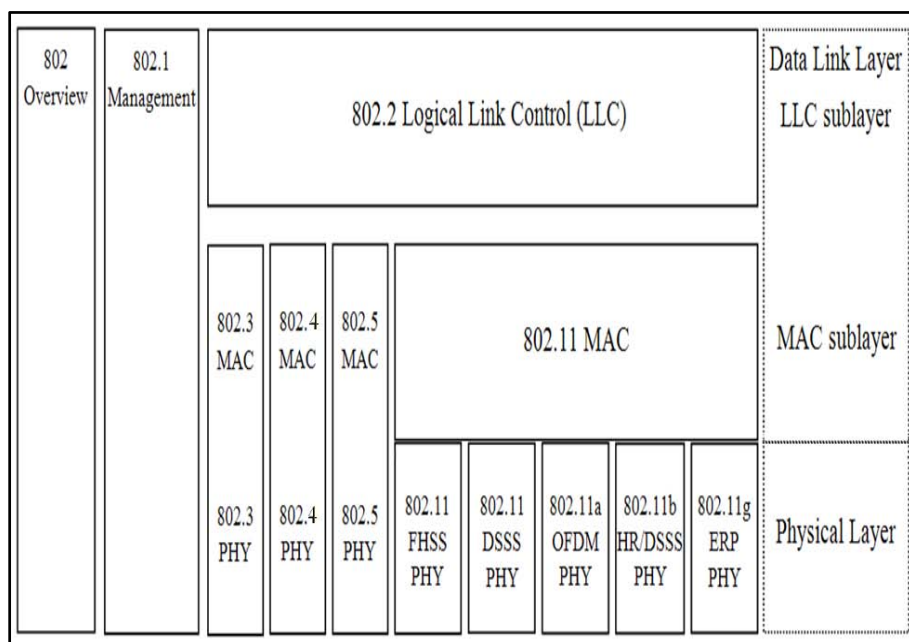 802
Overview
802.1
Management
802.2 Logical Link Control (LLC)
Data Link Layer
LLC sublayer
802.3
MAC
802.4
MAC
802.5
MAC
802.11 MAC
MAC sublayer
802.3
PHY
802.4
PHY
802.5
PHY
802.11
FHSS
PHY
802.11
DSSS
PHY
802.11a
OFDM
PHY
802.11b
HR/DSSS
PHY
802.11g
ERP
PHY
Physical Layer